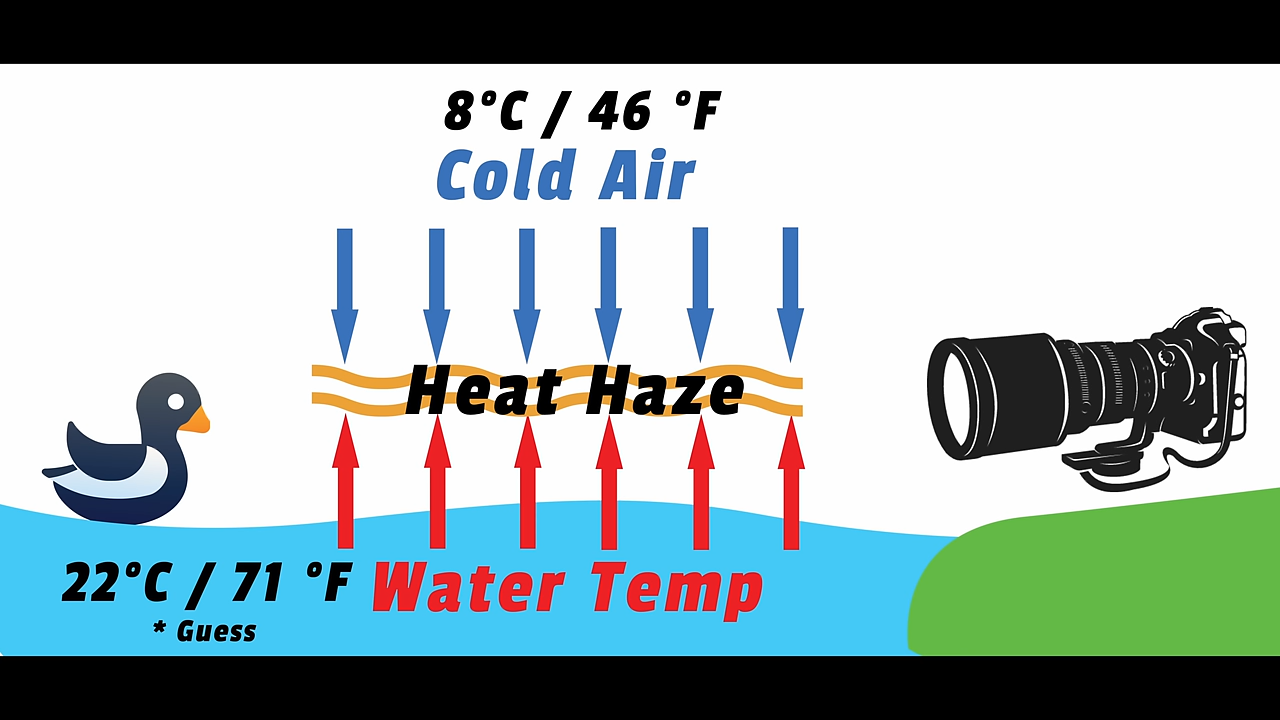 8°C / 46 °F
Cold Air
Heat Haze
22°C / 71 °F Water Temp
* Guess